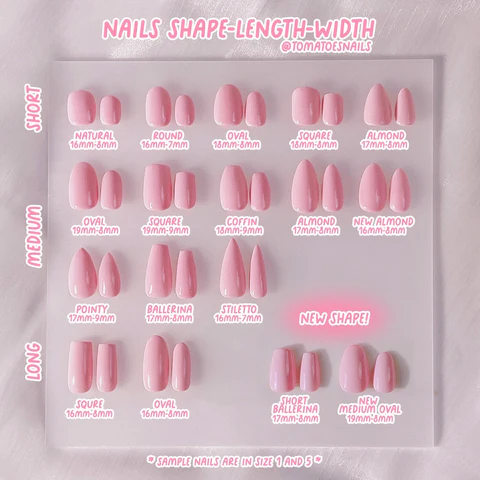 NAILS SHAPE-LENGTH-WIDTH
@TOMATOESNAILS
SHORT
NATURAL
16MM-8MM
ROUND
16MM-7MM
OVAL
18MM-8MM
SQUARE
18MM-8MM
ALMOND
17MM-8MM
MEDIUM
OVAL
19MM-8MM
SQUARE
19MM-9MM
COFFIN
18MM-9MM
ALMOND
17MM-8MM
NEW ALMOND
16MM-8MM
POINTY
17MM-9MM
BALLERINA
17MM-8MM
STILETTO
16MM-7MM
NEW SHAPE!
LONG
SQURE
16MM-8MM
OVAL
16MM-8MM
SHORT
BALLERINA
17MM-8MM
NEW
MEDIUM OVAL
19MM-8MM
* SAMPLE NAILS ARE IN SIZE 1 AND 5 *